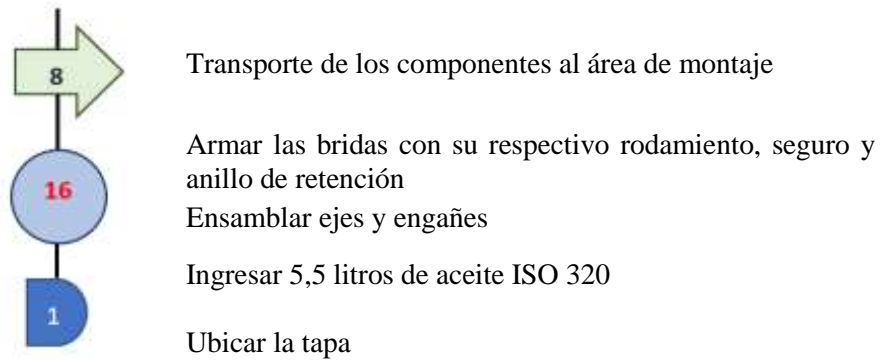 8
Transporte de los componentes al área de montaje
Armar las bridas con su respectivo rodamiento, seguro y
anillo de retención
16
Ensamblar ejes y engañes
Ingresar 5,5 litros de aceite ISO 320
1
Ubicar la tapa